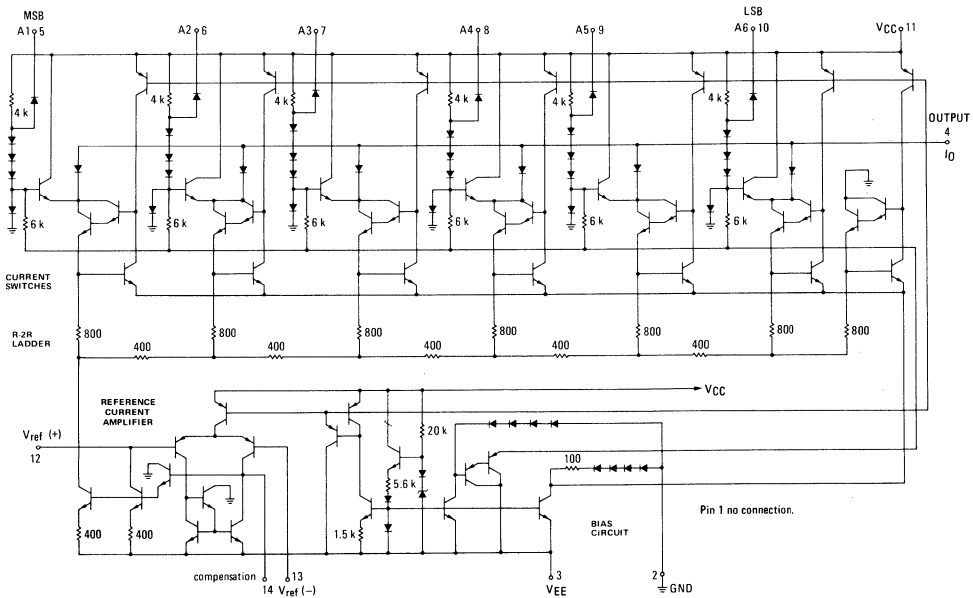 MSB
A1 5
A2 6
A3 7
A4 8
A5 9
LSB
A6 10
VCC 11
4 k
4 k
4 k
4 k
4 k
4 k
OUTPUT
4
IO
6 k
6 k
6 k
6 k
6 k
6 k
CURRENT
SWITCHES
800
800
800
800
800
800
800
R-2R
LADDER
400
400
400
400
400
REFERENCE
CURRENT
AMPLIFIER
VCC
Vref (+)
12
20 k
100
5.6 k
400
400
1.5 k
BIAS
CIRCUIT
Pin 1 no connection.
compensation
14
13
Vref (−)
3
VEE
2
GND